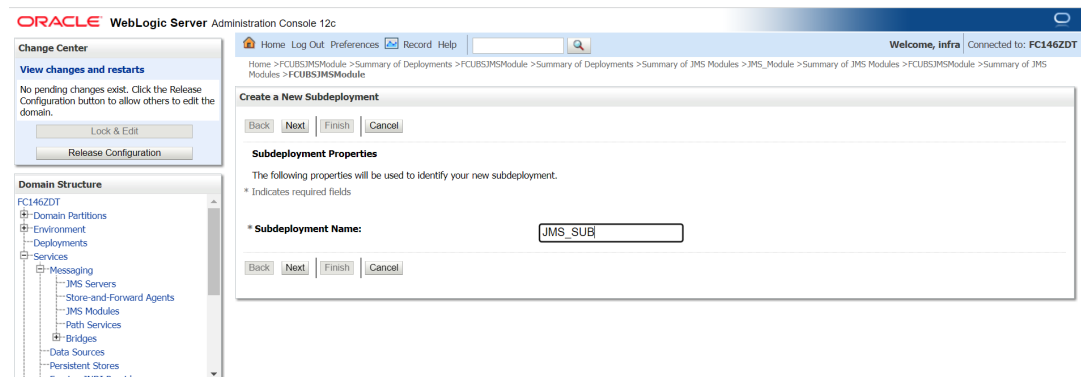 ORACLE WebLogic Server Administration Console 12c
Change Center
View changes and restarts
No pending changes exist. Click the Release
Configuration button to allow others to edit the
domain.
Lock & Edit
Release Configuration
Domain Structure
FC146ZDT
Domain Partitions
Environment
Deployments
Services
Messaging
JMS Servers
Store-and-Forward Agents
JMS Modules
Path Services
Bridges
Data Sources
Persistent Stores
Home Log Out Preferences Record Help
Welcome, infra Connected to: FC146ZDT
Home >FCUBSJMSModule >Summary of Deployments >FCUBSJMSModule >Summary of Deployments >Summary of JMS Modules >JMS_Module >Summary of JMS Modules >FCUBSJMSModule >Summary of JMS
Modules >FCUBSJMSModule
Create a New Subdeployment
Back Next Finish Cancel
Subdeployment Properties
The following properties will be used to identify your new subdeployment.
* Indicates required fields
* Subdeployment Name: JMS_SUB
Back Next Finish Cancel